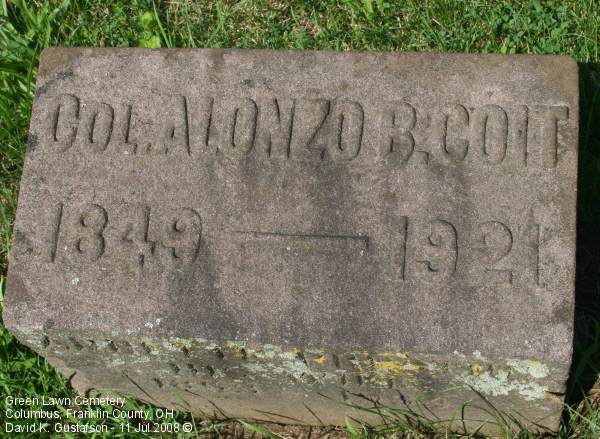 COL. ALONZO B. COIT
1849 — 1921
Green Lawn Cemetery
Columbus, Franklin County, OH
David K. Gustafson - 11 Jul 2008 ©